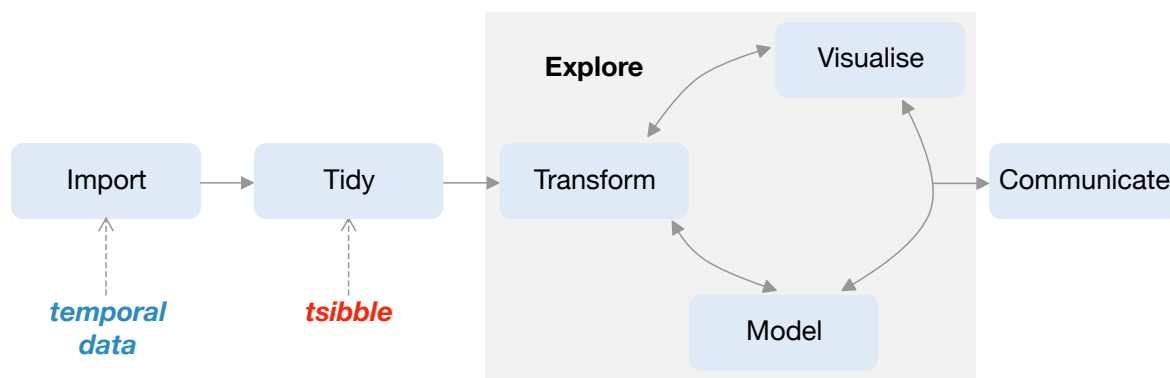 Visualise
Explore
Import
Tidy
Transform
Communicate
temporal
data
tsibble
Model